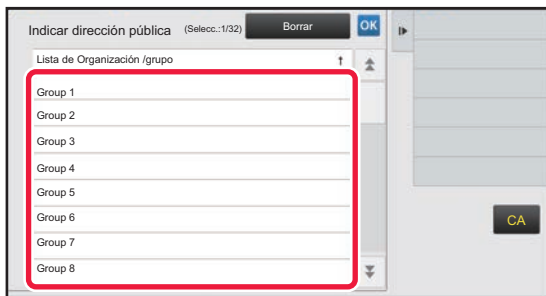 Indicar dirección pública (Selecc.:1/32) Borrar OK
Lista de Organización /grupo ↑
Group 1
Group 2
Group 3
Group 4
Group 5
Group 6
Group 7
Group 8
CA